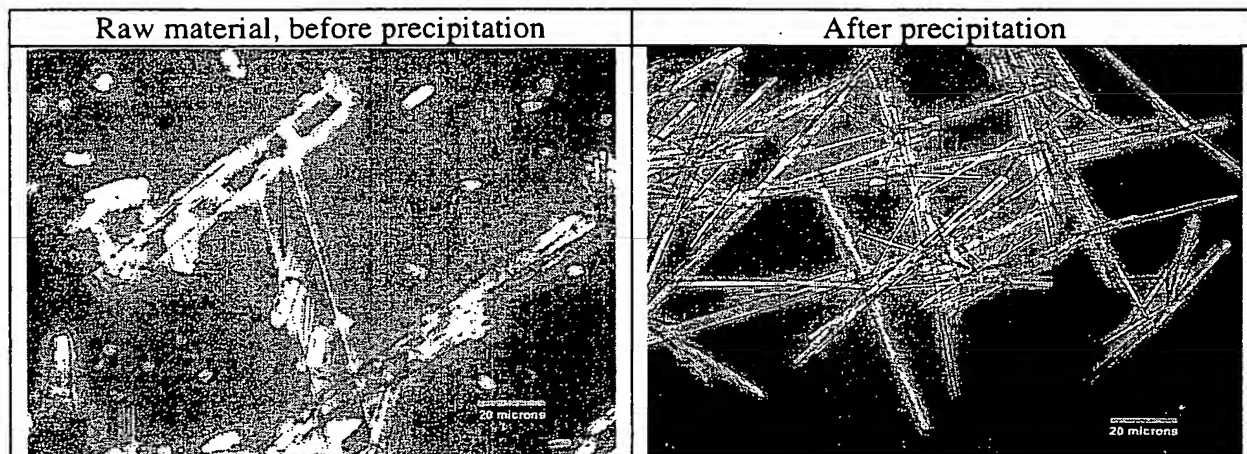 Raw material, before precipitation
After precipitation
20 microns
20 microns